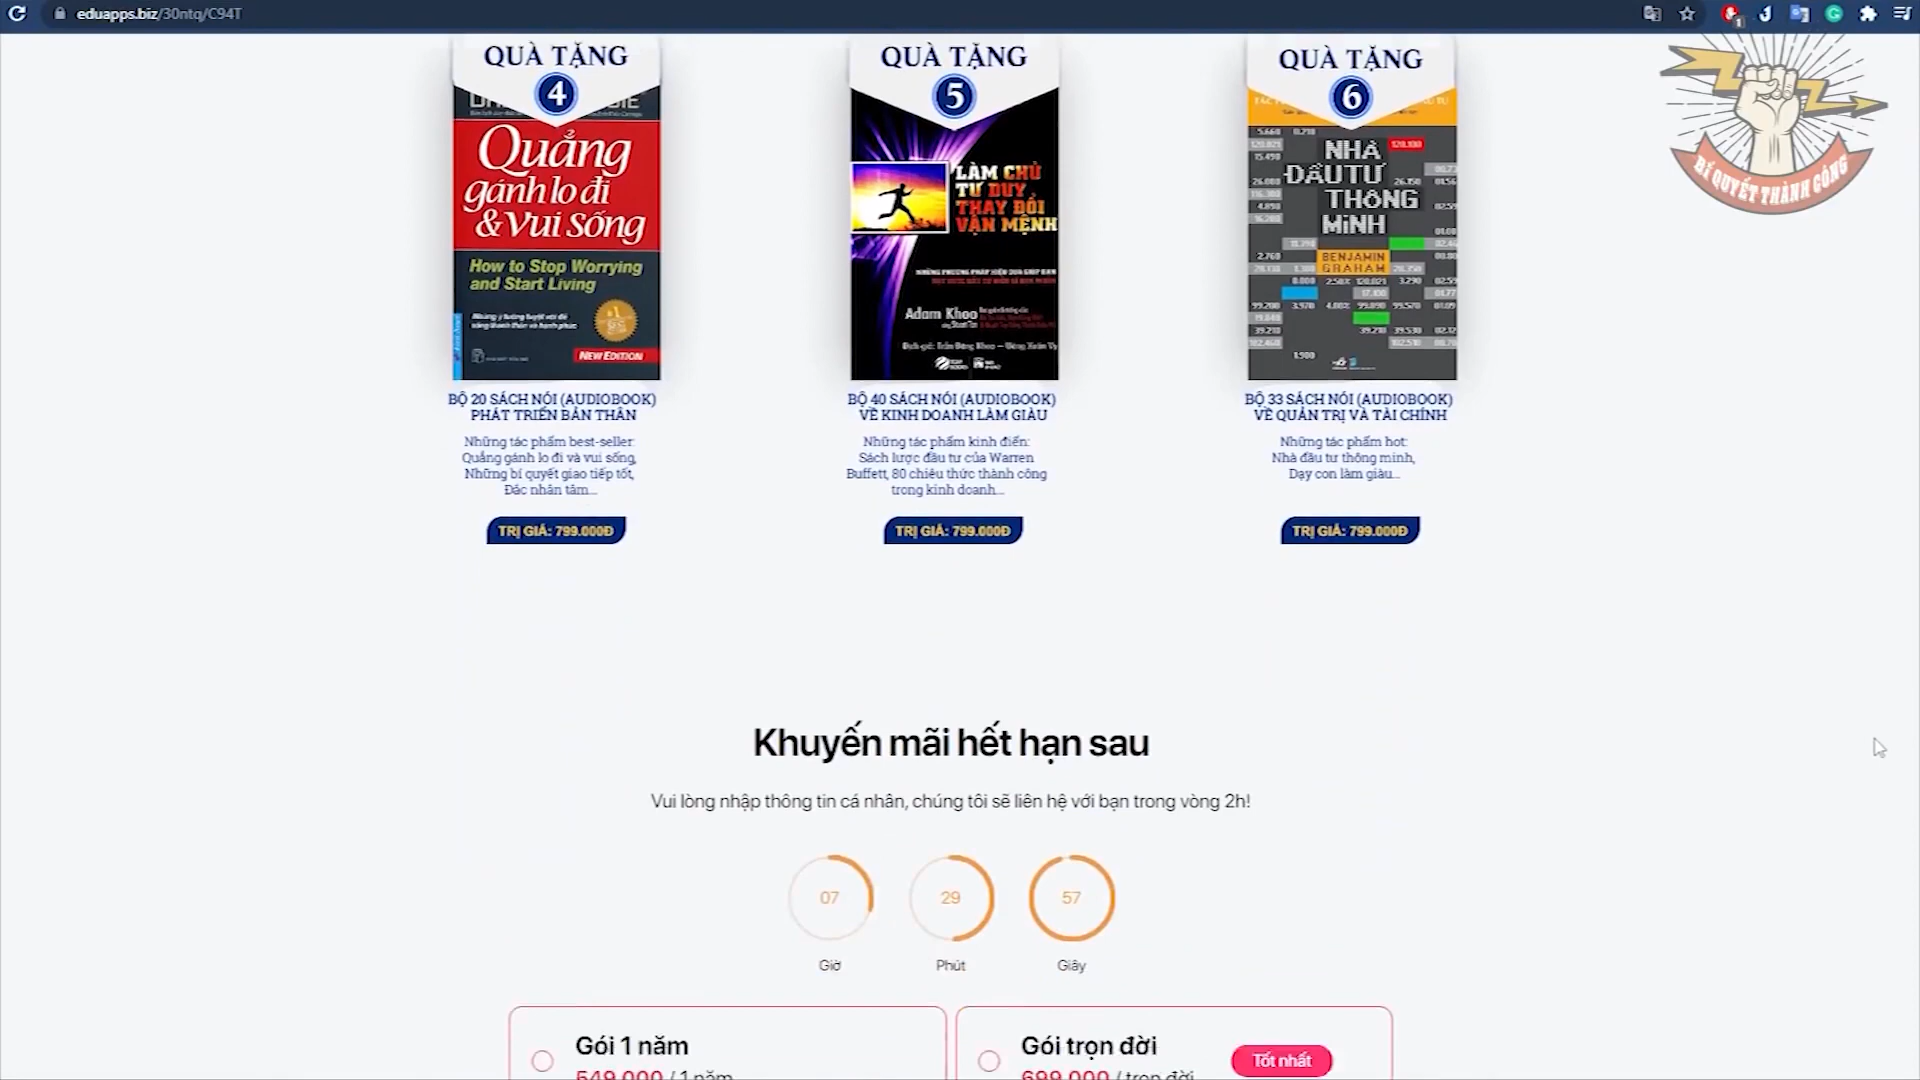 eduapps.biz/30ntq/C94T
QUÀ TẶNG
4
Quẳng
gánh lo đi
& Vui Sống
How to Stop Worrying
and Start Living
NEW EDITION
BỘ 20 SÁCH NÓI (AUDIOBOOK)
PHÁT TRIỂN BẢN THÂN
Những tác phẩm best-seller:
Quẳng gánh lo đi và vui sống,
Những bí quyết giao tiếp tốt,
Đắc nhân tâm...
TRỊ GIÁ: 799.000Đ
QUÀ TẶNG
5
LÀM CHỦ
TƯ DUY
THAY ĐỔI
VẬN MỆNH
Adam Khoo
BỘ 40 SÁCH NÓI (AUDIOBOOK)
VỀ KINH DOANH LÀM GIÀU
Những tác phẩm kinh điển:
Sách lược đầu tư của Warren
Buffett, 80 chiêu thức thành công
trong kinh doanh...
TRỊ GIÁ: 799.000Đ
QUÀ TẶNG
6
NHÀ
ĐẦU TƯ
THÔNG
MINH
BENJAMIN
GRAHAM
BỘ 33 SÁCH NÓI (AUDIOBOOK)
VỀ QUẢN TRỊ VÀ TÀI CHÍNH
Những tác phẩm hot:
Nhà đầu tư thông minh,
Dạy con làm giàu...
TRỊ GIÁ: 799.000Đ
BÍ QUYẾT THÀNH CÔNG
Khuyến mãi hết hạn sau
Vui lòng nhập thông tin cá nhân, chúng tôi sẽ liên hệ với bạn trong vòng 2h!
07 29 57
Giờ Phút Giây
Gói 1 năm
549.000 / 1 năm
Gói trọn đời
699.000 / trọn đời
Tốt nhất